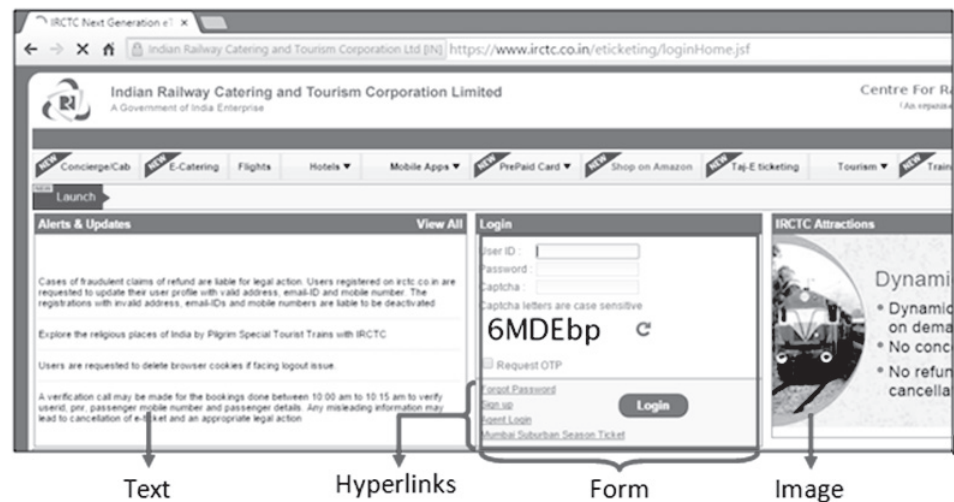 IRCTC Next Generation eT
Indian Railway Catering and Tourism Corporation Ltd [IN] https://www.irctc.co.in/eticketing/loginHome.jsf
Indian Railway Catering and Tourism Corporation Limited
A Government of India Enterprise
Centre For Ra
NEW Concierge/Cab NEW E-Catering Flights Hotels ▼ Mobile Apps ▼ NEW PrePaid Card ▼ NEW Shop on Amazon NEW Taj-E ticketing Tourism ▼ NEW Train
NEW
Launch
Alerts & Updates View All
Cases of fraudulent claims of refund are liable for legal action. Users registered on irctc.co.in are
requested to update their user profile with valid address, email-ID and mobile number. The
registrations with invalid address, email-IDs and mobile numbers are liable to be deactivated
Explore the religious places of India by Pilgrim Special Tourist Trains with IRCTC
Users are requested to delete browser cookies if facing logout issue.
A verification call may be made for the bookings done between 10:00 am to 10:15 am to verify
userid, pnr, passenger mobile number and passenger details. Any misleading information may
lead to cancellation of e-ticket and an appropriate legal action
Login
User ID :
Password :
Captcha :
Captcha letters are case sensitive
6MDEbp
Request OTP
Forgot Password
Sign up
Agent Login
Mumbai Suburban Season Ticket
Login
IRCTC Attractions
Dynami
• Dynamic
on dema
• No conc
• No refun
cancella
Text
Hyperlinks
Form
Image